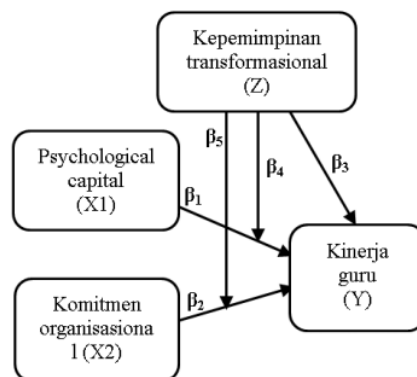 Kepemimpinan
transformasional
(Z)
β5
β4
β3
Psychological
capital
(X1)
β1
Kinerja
guru
(Y)
β2
Komitmen
organisasiona
l (X2)